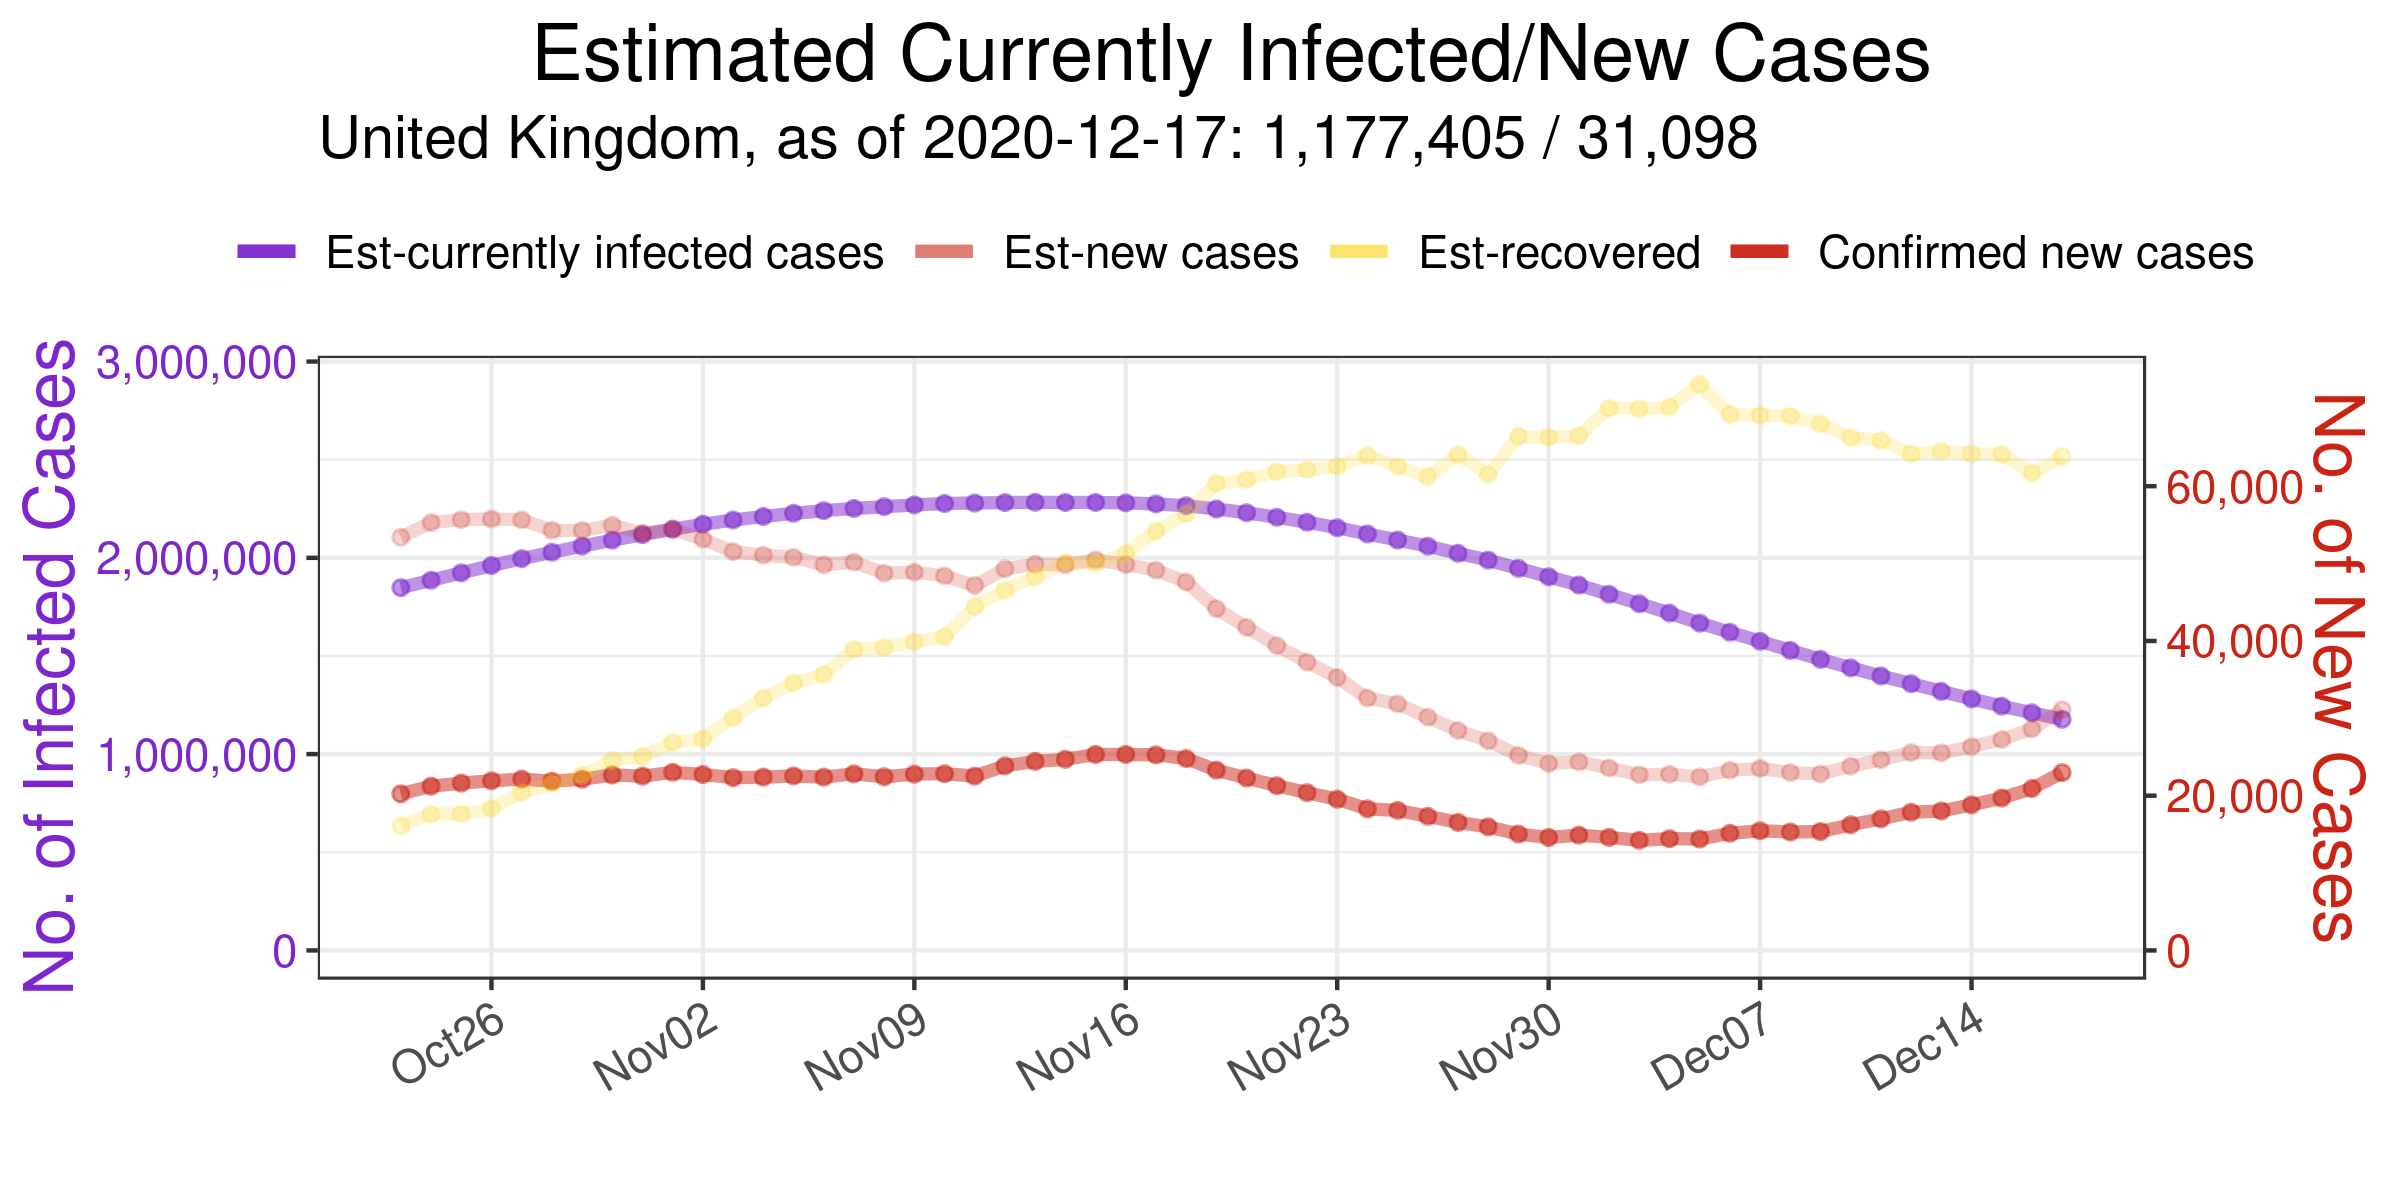 Estimated Currently Infected/New Cases
United Kingdom, as of 2020-12-17: 1,177,405 / 31,098
Est-currently infected cases Est-new cases Est-recovered Confirmed new cases
No. of Infected Cases
3,000,000
2,000,000
1,000,000
0
60,000
40,000
20,000
0
No. of New Cases
Oct26 Nov02 Nov09 Nov16 Nov23 Nov30 Dec07 Dec14